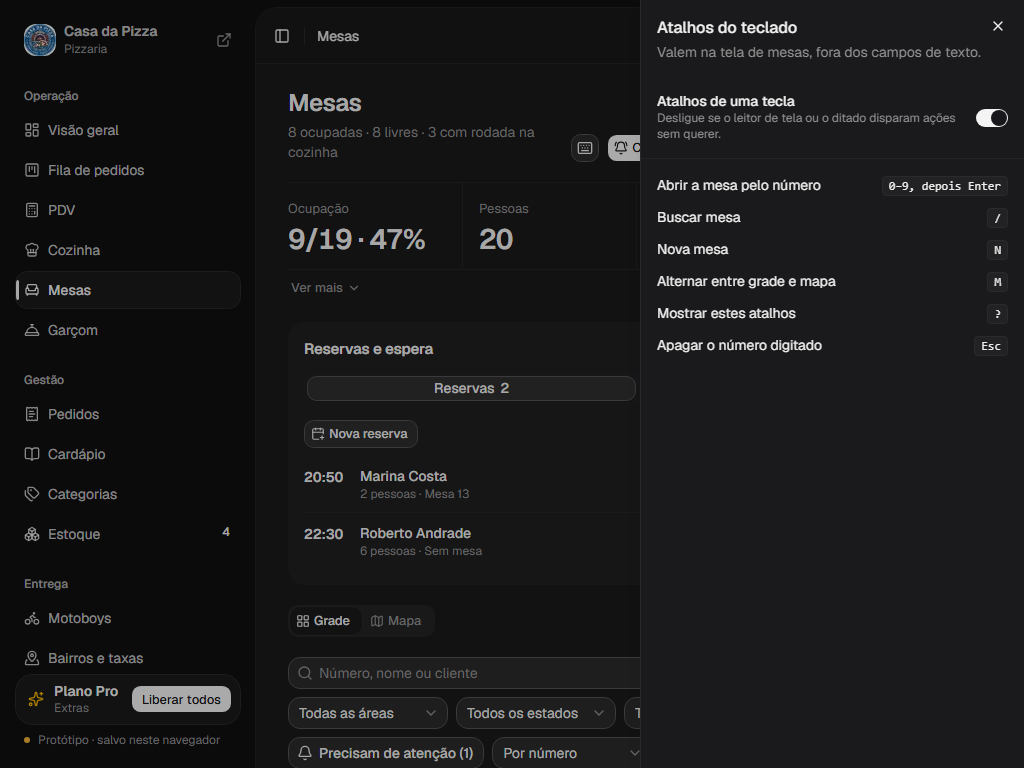 Casa da Pizza
Pizzaria
Operação
Visão geral
Fila de pedidos
PDV
Cozinha
Mesas
Garçom
Gestão
Pedidos
Cardápio
Categorias
Estoque 4
Entrega
Motoboys
Bairros e taxas
Plano Pro
Extras
Liberar todos
Protótipo · salvo neste navegador
Mesas
Mesas
8 ocupadas · 8 livres · 3 com rodada na
cozinha
C
Ocupação
9/19 · 47%
Pessoas
20
Ver mais
Reservas e espera
Reservas 2
Nova reserva
20:50 Marina Costa
2 pessoas · Mesa 13
22:30 Roberto Andrade
6 pessoas · Sem mesa
Grade Mapa
Número, nome ou cliente
Todas as áreas Todos os estados T
Precisam de atenção (1) Por número
Atalhos do teclado
Valem na tela de mesas, fora dos campos de texto.
Atalhos de uma tecla
Desligue se o leitor de tela ou o ditado disparam ações
sem querer.
Abrir a mesa pelo número 0–9, depois Enter
Buscar mesa /
Nova mesa N
Alternar entre grade e mapa M
Mostrar estes atalhos ?
Apagar o número digitado Esc